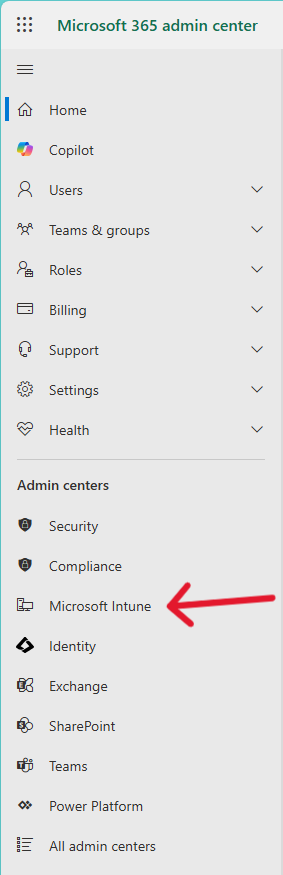 Microsoft 365 admin center
Home
Copilot
Users
Teams & groups
Roles
Billing
Support
Settings
Health
Admin centers
Security
Compliance
Microsoft Intune
Identity
Exchange
SharePoint
Teams
Power Platform
All admin centers